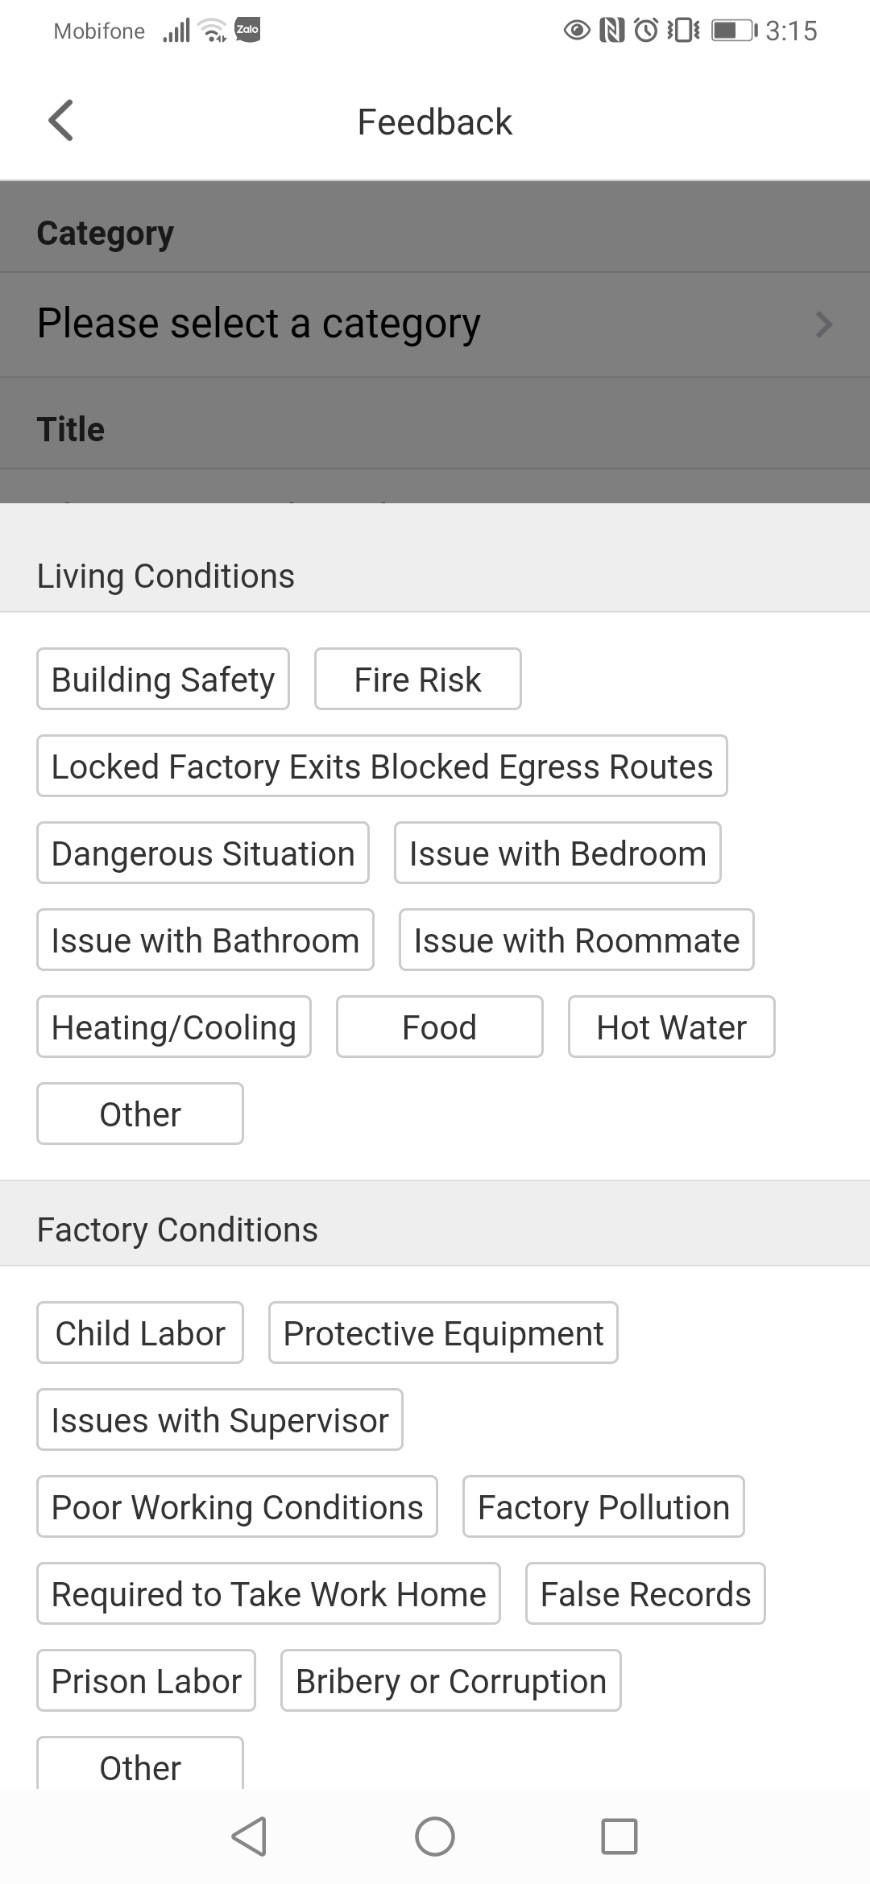 Mobifone Zalo 3:15
Feedback
Category
Please select a category
Title
Living Conditions
Building Safety Fire Risk
Locked Factory Exits Blocked Egress Routes
Dangerous Situation Issue with Bedroom
Issue with Bathroom Issue with Roommate
Heating/Cooling Food Hot Water
Other
Factory Conditions
Child Labor Protective Equipment
Issues with Supervisor
Poor Working Conditions Factory Pollution
Required to Take Work Home False Records
Prison Labor Bribery or Corruption
Other